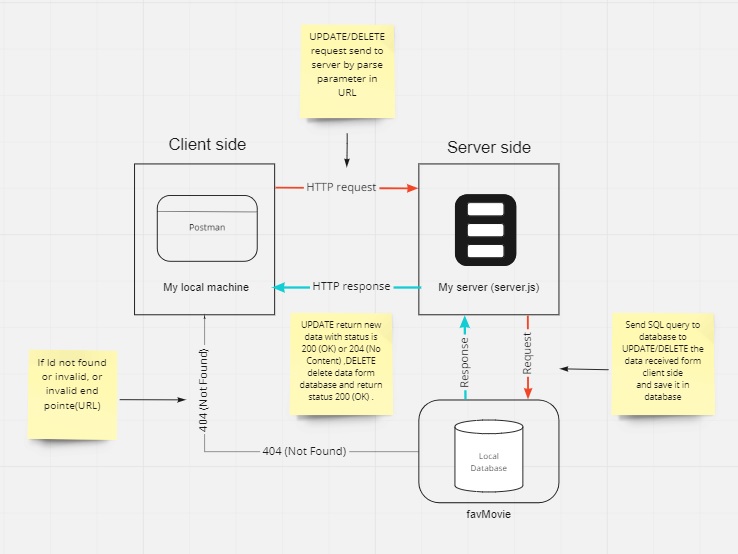 UPDATE/DELETE
request send to
server by parse
parameter in
URL
Client side
Server side
HTTP request
Postman
My local machine
My server (server.js)
HTTP response
UPDATE return new
data with status is
200 (OK) or 204 (No
Content) ,DELETE
delete data form
database and return
status 200 (OK) .
Response
Request
Send SQL query to
database to
UPDATE/DELETE the
data received form
client side
and save it in
database
If Id not found
or invalid, or
invalid end
pointe(URL)
404 (Not Found)
404 (Not Found)
Local
Database
favMovie